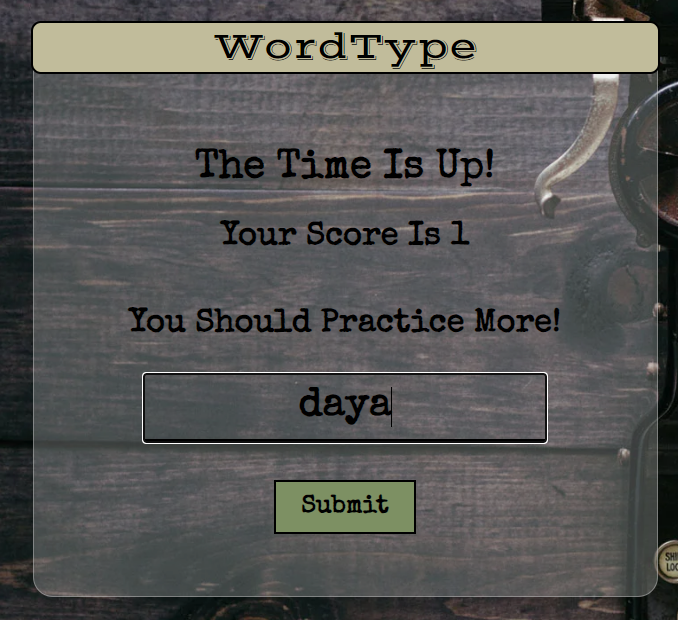 WordType
The Time Is Up!
Your Score Is 1
You Should Practice More!
daya
Submit